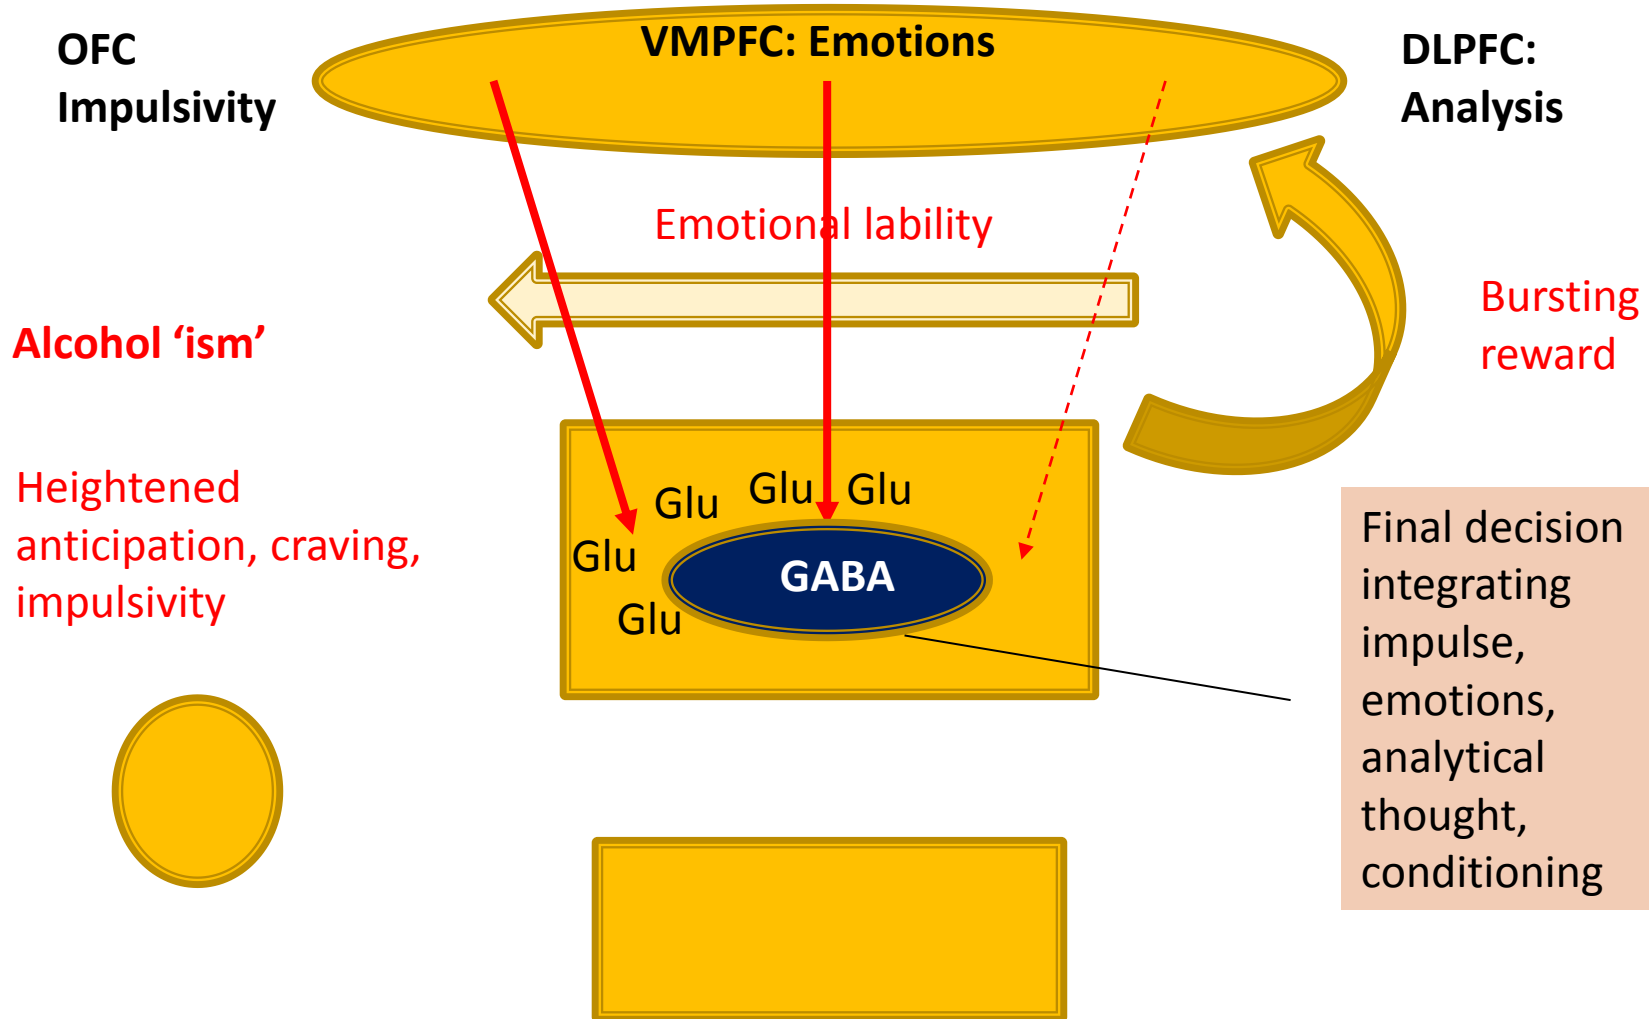 OFC
Impulsivity
VMPFC: Emotions
DLPFC:
Analysis
Emotional lability
Bursting
reward
Alcohol ‘ism’
Heightened
anticipation, craving,
impulsivity
Glu
Glu
Glu
Glu
Glu
GABA
Final decision
integrating
impulse,
emotions,
analytical
thought,
conditioning